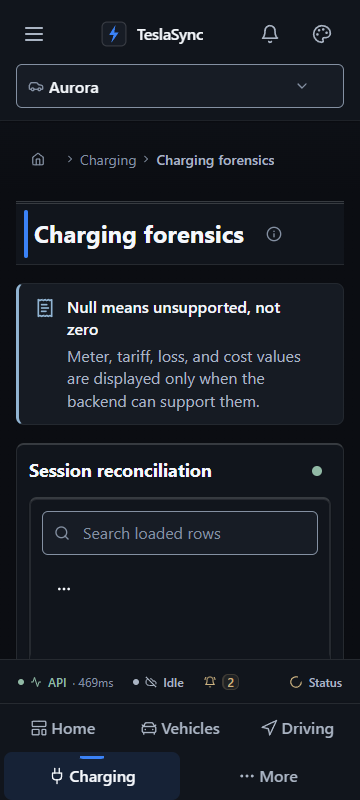 TeslaSync
Aurora
Charging
Charging forensics
Charging forensics
Null means unsupported, not
zero
Meter, tariff, loss, and cost values
are displayed only when the
backend can support them.
Session reconciliation
Search loaded rows
...
API · 469ms
Idle
2
Status
Home
Vehicles
Driving
Charging
More